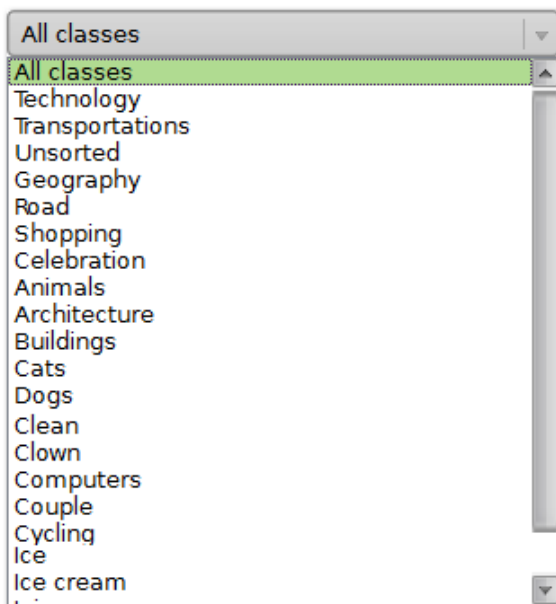 All classes
All classes
Technology
Transportations
Unsorted
Geography
Road
Shopping
Celebration
Animals
Architecture
Buildings
Cats
Dogs
Clean
Clown
Computers
Couple
Cycling
Ice
Ice cream